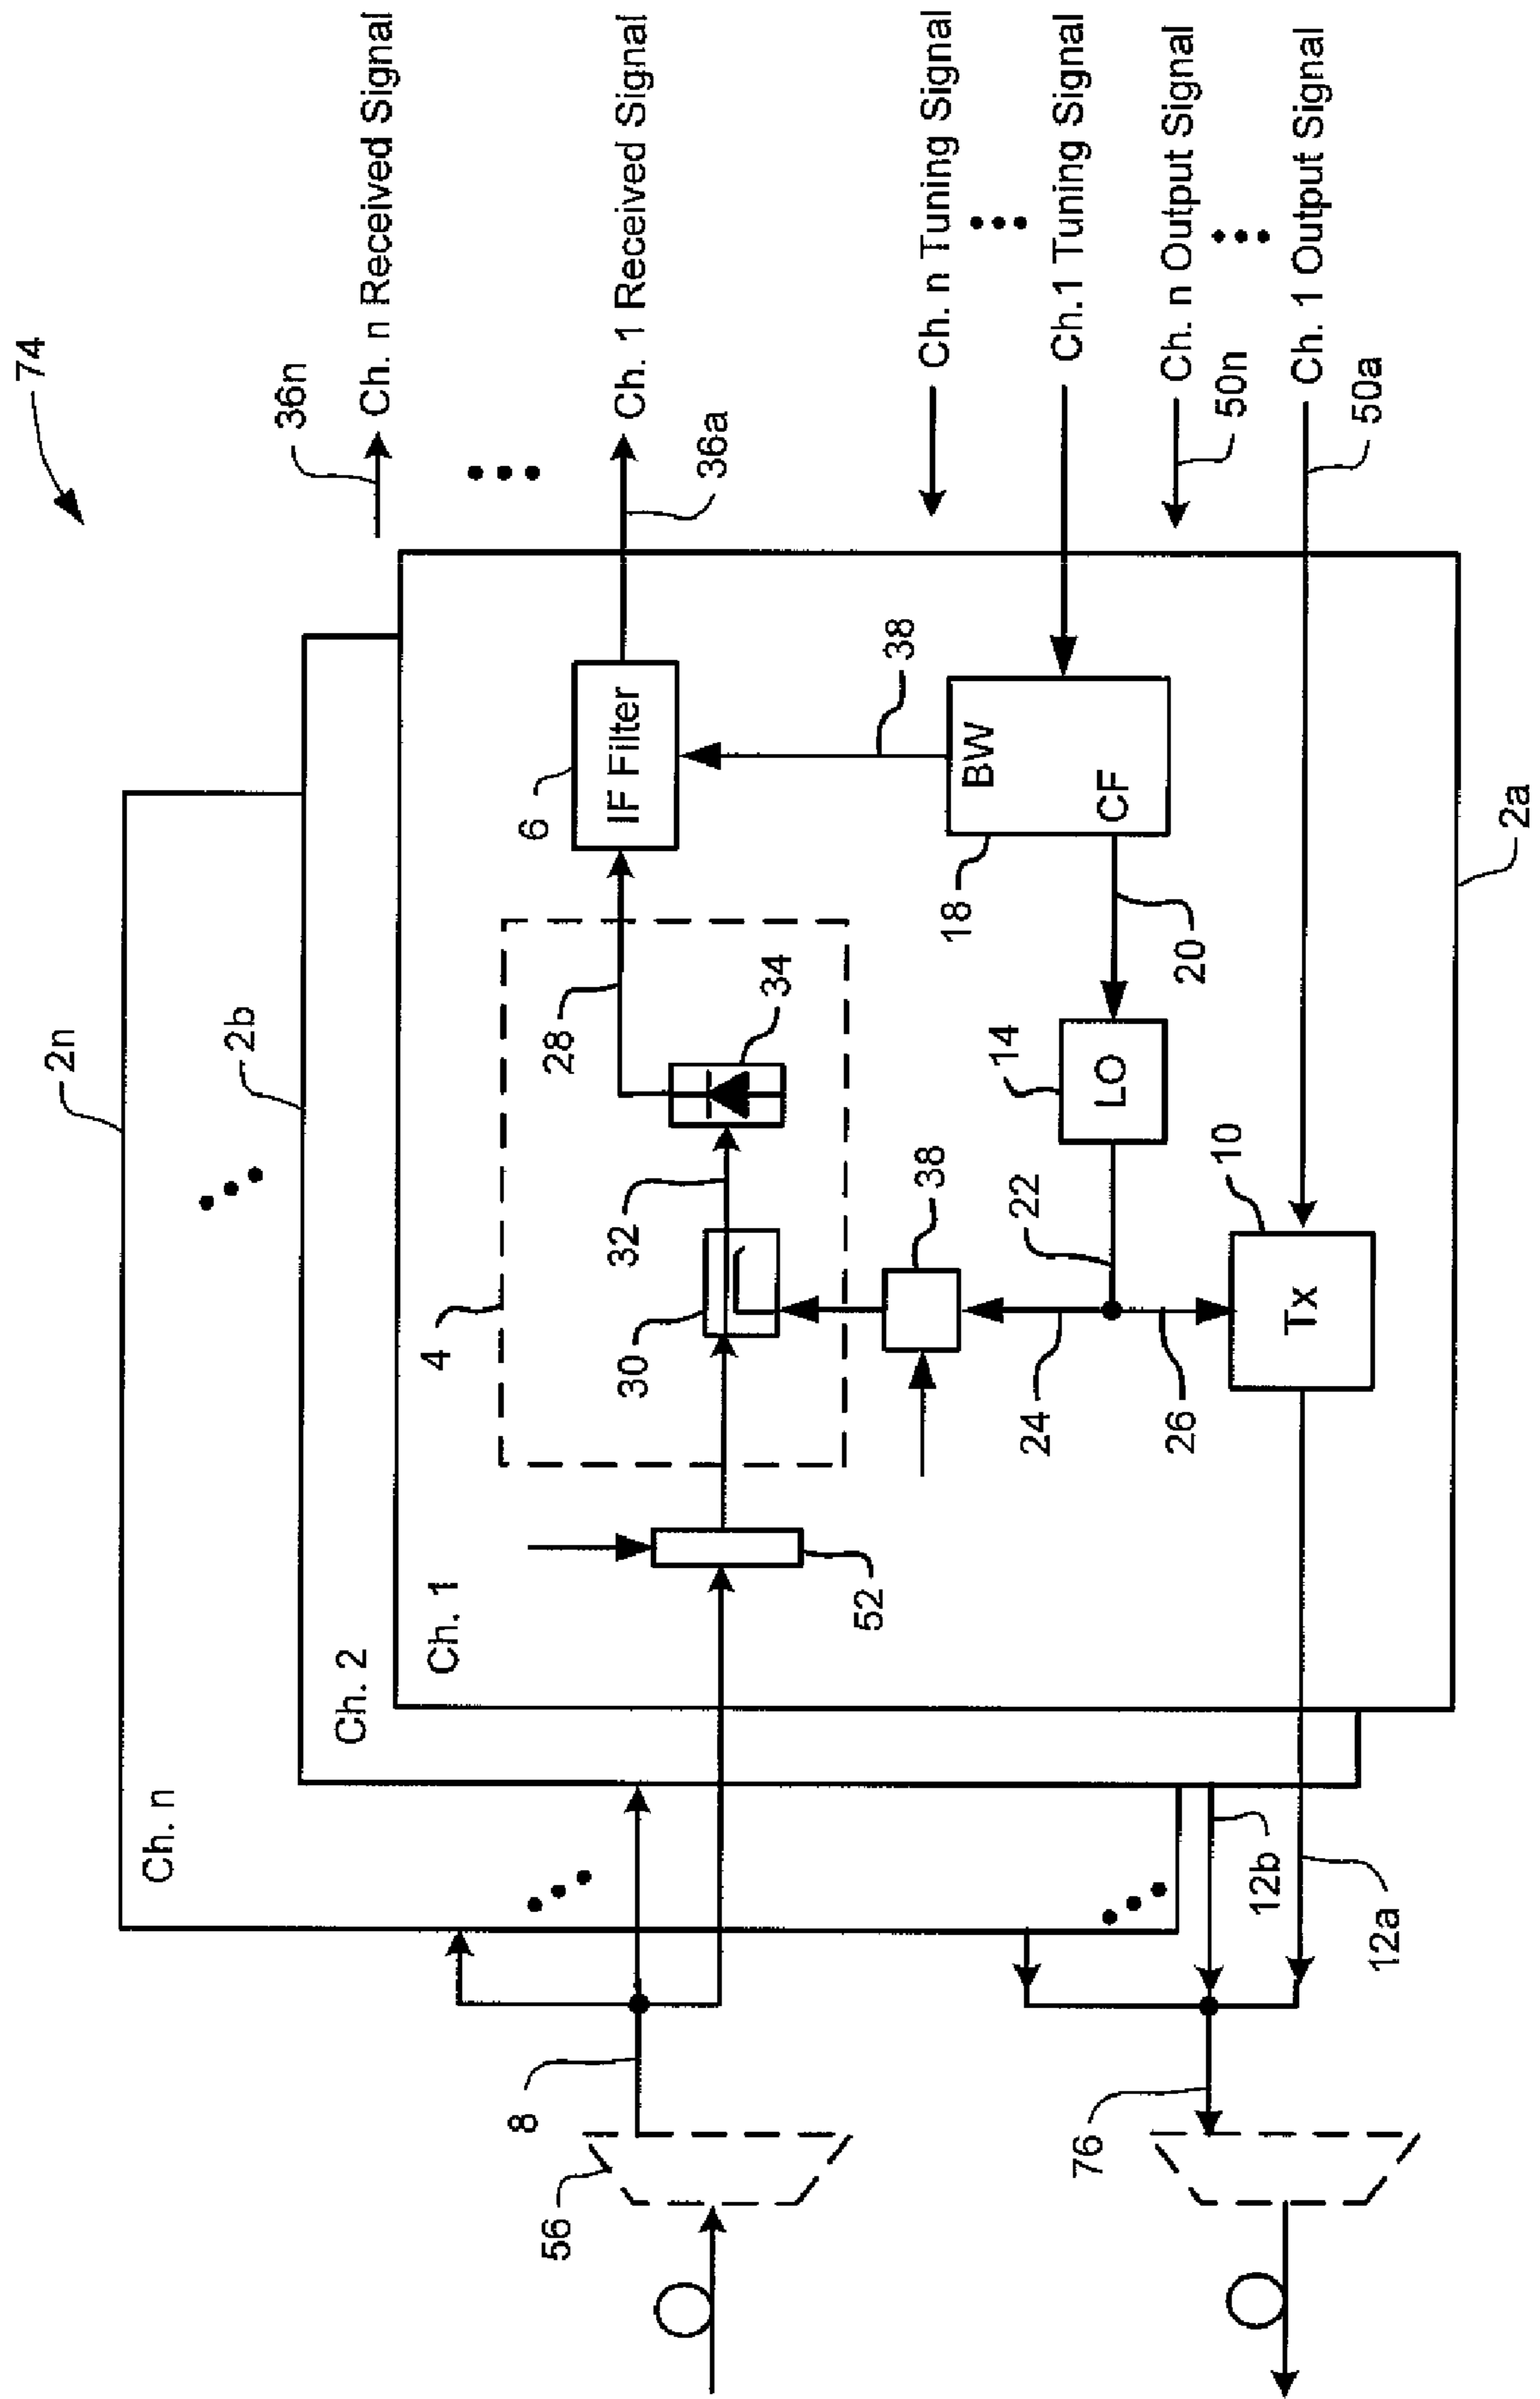 74
36n
Ch. n Received Signal
Ch. 1 Received Signal
36a
Ch. n Tuning Signal
Ch.1 Tuning Signal
Ch. n Output Signal
50n
Ch. 1 Output Signal
50a
2n
2b
2a
Ch. n
Ch. 2
Ch. 1
4
6
IF Filter
28
34
32
30
38
BW
CF
18
20
14
LO
38
22
24
26
10
Tx
52
8
56
12b
12a
76